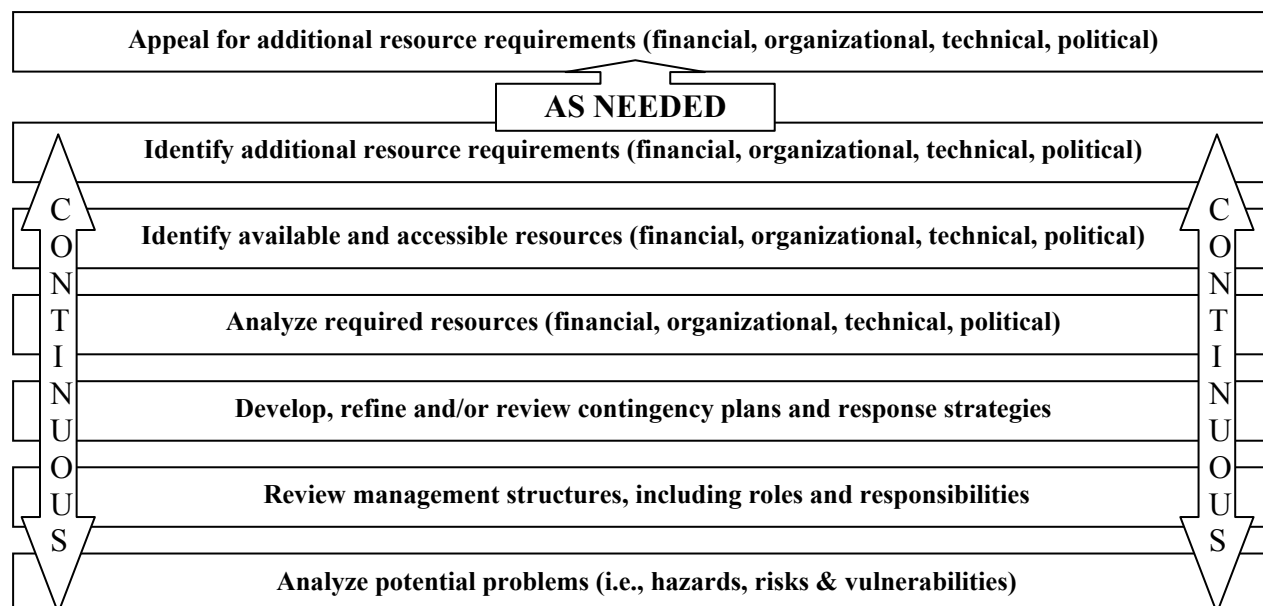 Appeal for additional resource requirements (financial, organizational, technical, political)
AS NEEDED
Identify additional resource requirements (financial, organizational, technical, political)
Identify available and accessible resources (financial, organizational, technical, political)
Analyze required resources (financial, organizational, technical, political)
Develop, refine and/or review contingency plans and response strategies
Review management structures, including roles and responsibilities
Analyze potential problems (i.e., hazards, risks & vulnerabilities)
CONTINUOUS
CONTINUOUS